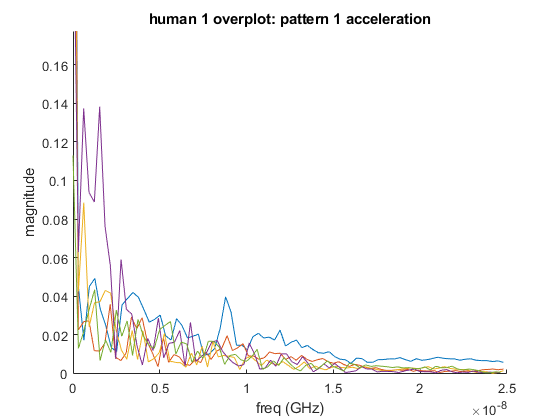 human 1 overplot: pattern 1 acceleration
0.16
0.14
0.12
0.1
0.08
0.06
0.04
0.02
0
magnitude
0 0.5 1 1.5 2 2.5
×10⁻⁸
freq (GHz)